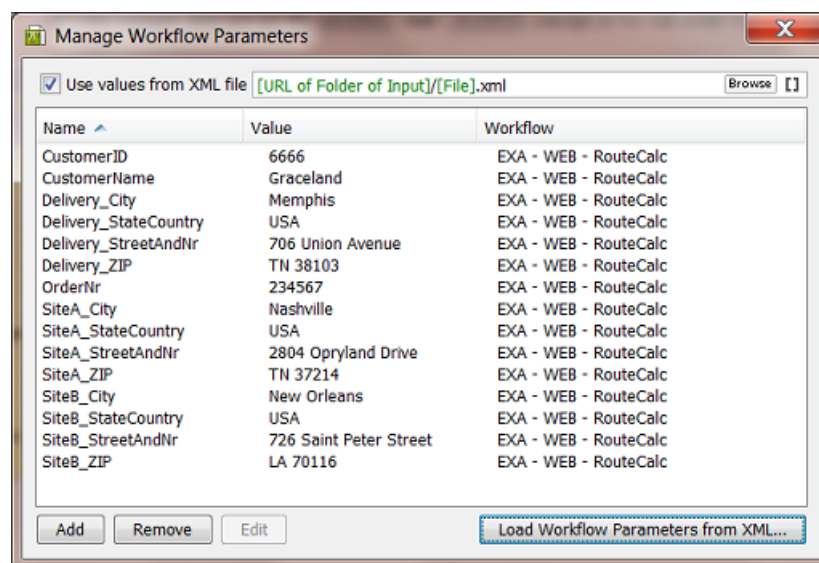 Manage Workflow Parameters
Use values from XML file [URL of Folder of Input]/[File].xml Browse []
Name Value Workflow
CustomerID 6666 EXA - WEB - RouteCalc
CustomerName Graceland EXA - WEB - RouteCalc
Delivery_City Memphis EXA - WEB - RouteCalc
Delivery_StateCountry USA EXA - WEB - RouteCalc
Delivery_StreetAndNr 706 Union Avenue EXA - WEB - RouteCalc
Delivery_ZIP TN 38103 EXA - WEB - RouteCalc
OrderNr 234567 EXA - WEB - RouteCalc
SiteA_City Nashville EXA - WEB - RouteCalc
SiteA_StateCountry USA EXA - WEB - RouteCalc
SiteA_StreetAndNr 2804 Opryland Drive EXA - WEB - RouteCalc
SiteA_ZIP TN 37214 EXA - WEB - RouteCalc
SiteB_City New Orleans EXA - WEB - RouteCalc
SiteB_StateCountry USA EXA - WEB - RouteCalc
SiteB_StreetAndNr 726 Saint Peter Street EXA - WEB - RouteCalc
SiteB_ZIP LA 70116 EXA - WEB - RouteCalc
Add Remove Edit Load Workflow Parameters from XML...